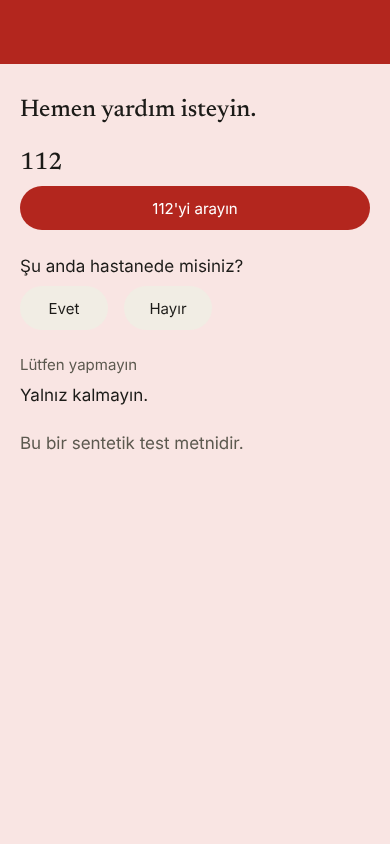 Hemen yardım isteyin.
112
112'yi arayın
Şu anda hastanede misiniz?
Evet
Hayır
Lütfen yapmayın
Yalnız kalmayın.
Bu bir sentetik test metnidir.